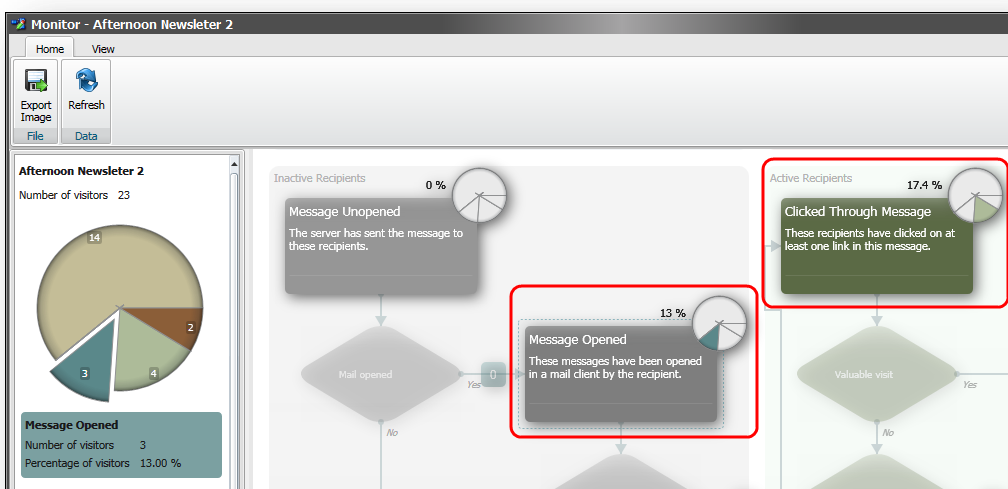 Monitor - Afternoon Newsleter 2
Home View
Export
Image
Refresh
File Data
Afternoon Newsleter 2
Number of visitors 23
14
2
3
4
Message Opened
Number of visitors 3
Percentage of visitors 13.00 %
Inactive Recipients
0 %
Message Unopened
The server has sent the message to
these recipients.
Mail opened
Yes
0
No
13 %
Message Opened
These messages have been opened
in a mail client by the recipient.
Active Recipients
17.4 %
Clicked Through Message
These recipients have clicked on at
least one link in this message.
Valuable visit
Yes
No